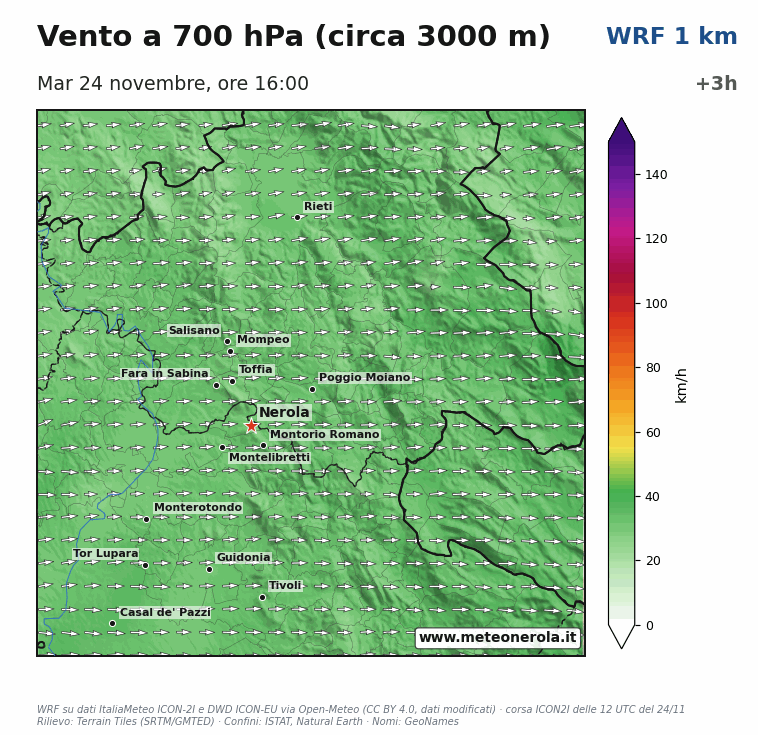 Vento a 700 hPa (circa 3000 m)
WRF 1 km
Mar 24 novembre, ore 16:00
+3h
Rieti
Salisano
Mompeo
Toffia
Fara in Sabina
Poggio Moiano
Nerola
Montorio Romano
Montelibretti
Monterotondo
Tor Lupara
Guidonia
Tivoli
Casal de' Pazzi
www.meteonerola.it
140
120
100
80
60
40
20
0
km/h
WRF su dati ItaliaMeteo ICON-2I e DWD ICON-EU via Open-Meteo (CC BY 4.0, dati modificati) · corsa ICON2I delle 12 UTC del 24/11
Rilievo: Terrain Tiles (SRTM/GMTED) · Confini: ISTAT, Natural Earth · Nomi: GeoNames